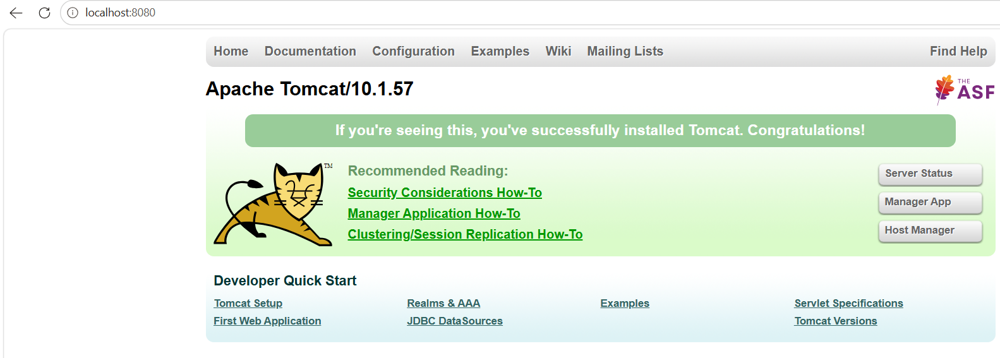 localhost:8080
Home Documentation Configuration Examples Wiki Mailing Lists Find Help
Apache Tomcat/10.1.57
THE
ASF
If you're seeing this, you've successfully installed Tomcat. Congratulations!
TM
Recommended Reading:
Security Considerations How-To
Manager Application How-To
Clustering/Session Replication How-To
Server Status
Manager App
Host Manager
Developer Quick Start
Tomcat Setup Realms & AAA Examples Servlet Specifications
First Web Application JDBC DataSources Tomcat Versions